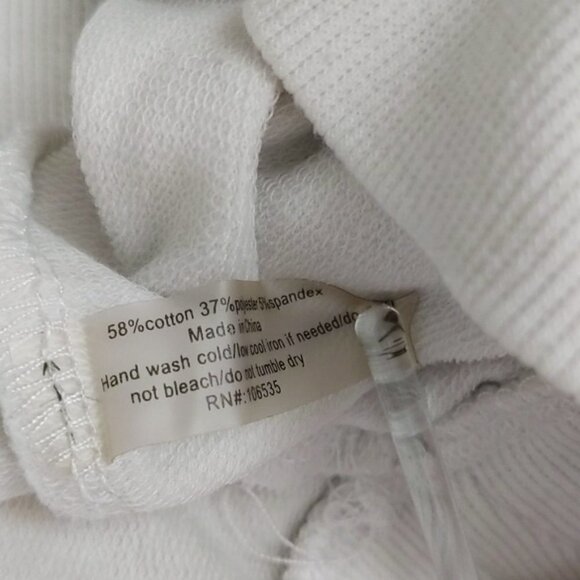 58%cotton 37%polyester 5%spandex
Made in China
Hand wash cold/low cool iron if needed/do
not bleach/do not tumble dry
RN#:106535